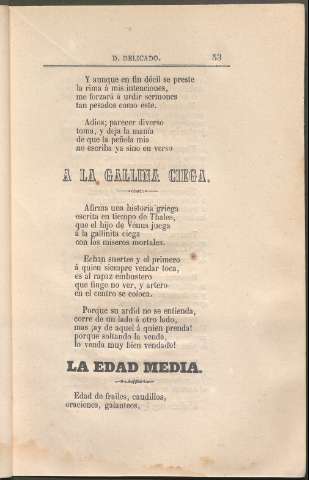 D. DELICADO. 53
Y aunque en fin dócil se preste
la rima á mis intenciones,
me forzará a urdir sermones
tan pesados como este.
Adios; parecer diverso
toma, y deja la manía
de que la péñola mia
no escriba ya sino en verso
A LA GALLINA CIEGA.
Afirma una historia griega
escrita en tiempo de Thales,
que el hijo de Vénus juega
á la gallinita ciega
con los míseros mortales.
Echan suertes y el primero
á quien siempre vendar toca,
es al rapaz embustero
que finge no ver, y artero
en el centro se coloca.
Porque su ardid no se entienda,
corre de un lado á otro lado,
mas ¡ay de aquel á quien prenda!
porque soltando la venda,
lo venda muy bien vendado!
LA EDAD MEDIA.
Edad de frailes, caudillos,
oraciones, galanteos,